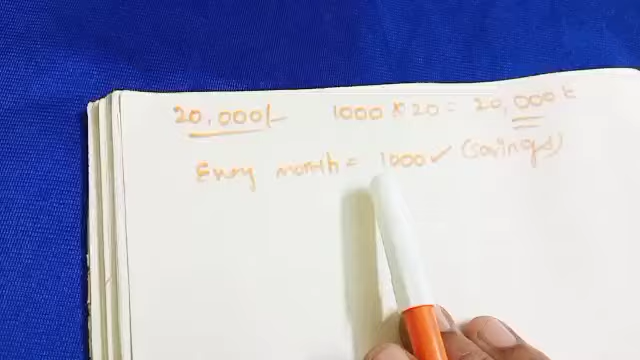 20,000/- 1000 x 20 = 20,000 t
Every month = 1000 ✓ (savings)